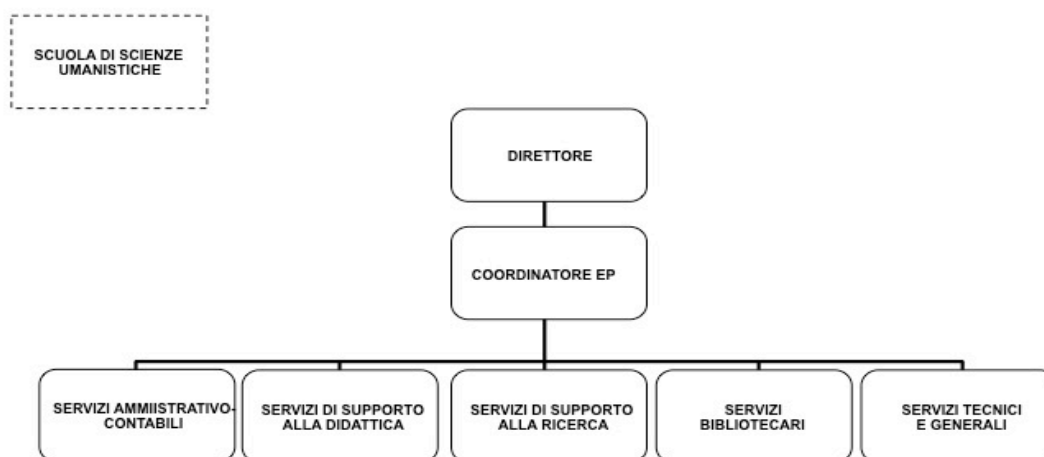 SCUOLA DI SCIENZE
UMANISTICHE
DIRETTORE
COORDINATORE EP
SERVIZI AMMIISTRATIVO-
CONTABILI
SERVIZI DI SUPPORTO
ALLA DIDATTICA
SERVIZI DI SUPPORTO
ALLA RICERCA
SERVIZI
BIBLIOTECARI
SERVIZI TECNICI
E GENERALI